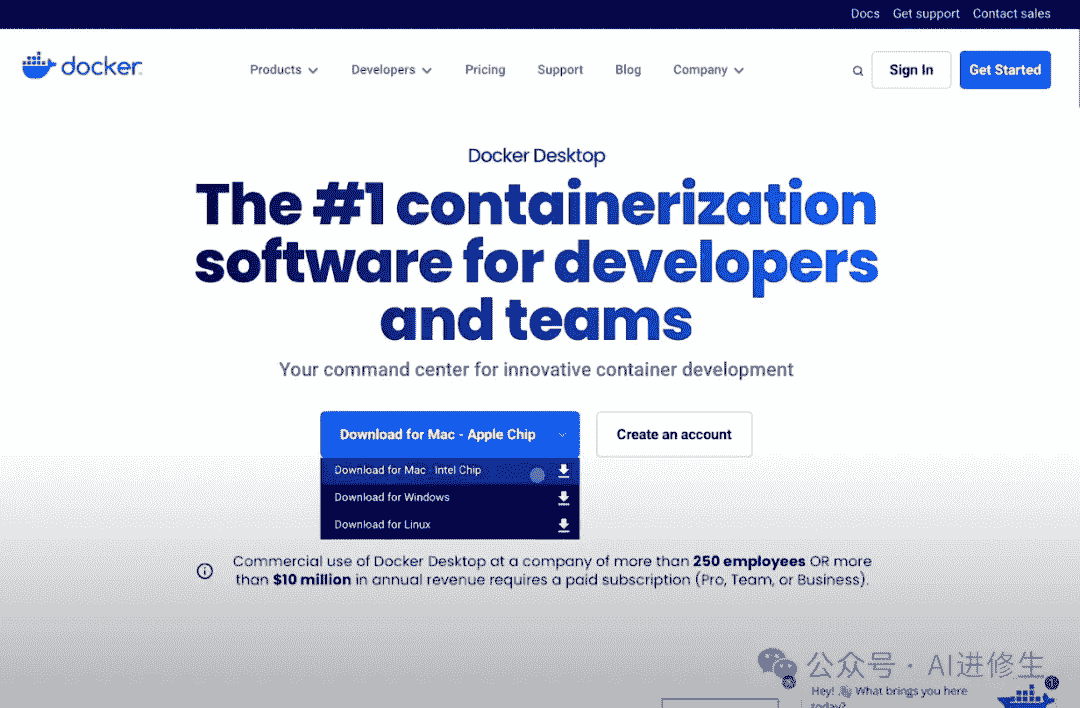 Docs Get support Contact sales
docker Products Developers Pricing Support Blog Company Sign In Get Started
Docker Desktop
The #1 containerization
software for developers
and teams
Your command center for innovative container development
Download for Mac - Apple Chip Create an account
Download for Mac - Intel Chip
Download for Windows
Download for Linux
Commercial use of Docker Desktop at a company of more than 250 employees OR more
than $10 million in annual revenue requires a paid subscription (Pro, Team, or Business).
公众号 · AI进修生
Hey! 👋 What brings you here
today?
1